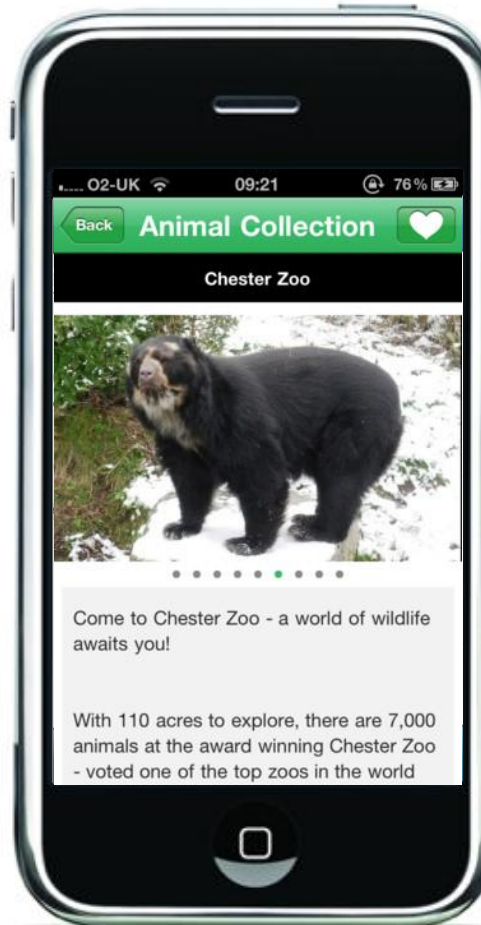 ..... O2-UK 09:21 76%
Back Animal Collection
Chester Zoo
Come to Chester Zoo - a world of wildlife
awaits you!
With 110 acres to explore, there are 7,000
animals at the award winning Chester Zoo
- voted one of the top zoos in the world